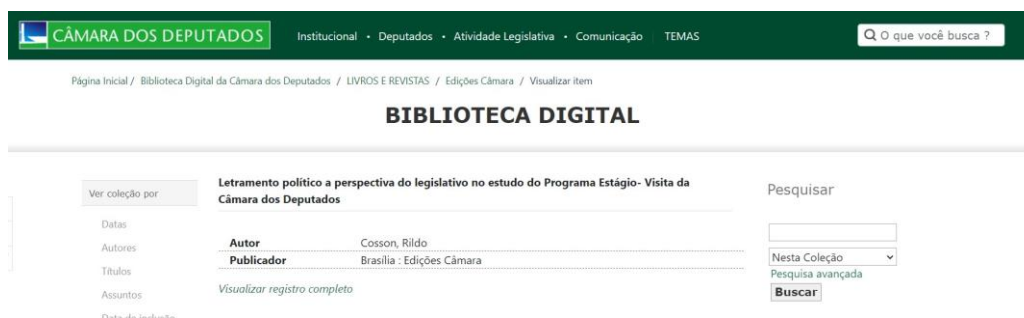 CÂMARA DOS DEPUTADOS
Institucional • Deputados • Atividade Legislativa • Comunicação TEMAS
O que você busca ?
Página Inicial / Biblioteca Digital da Câmara dos Deputados / LIVROS E REVISTAS / Edições Câmara / Visualizar item
BIBLIOTECA DIGITAL
Ver coleção por
Datas
Autores
Títulos
Assuntos
Data de inclusão
Letramento político a perspectiva do legislativo no estudo do Programa Estágio- Visita da
Câmara dos Deputados
Autor Cosson, Rildo
Publicador Brasília : Edições Câmara
Visualizar registro completo
Pesquisar
Nesta Coleção
Pesquisa avançada
Buscar